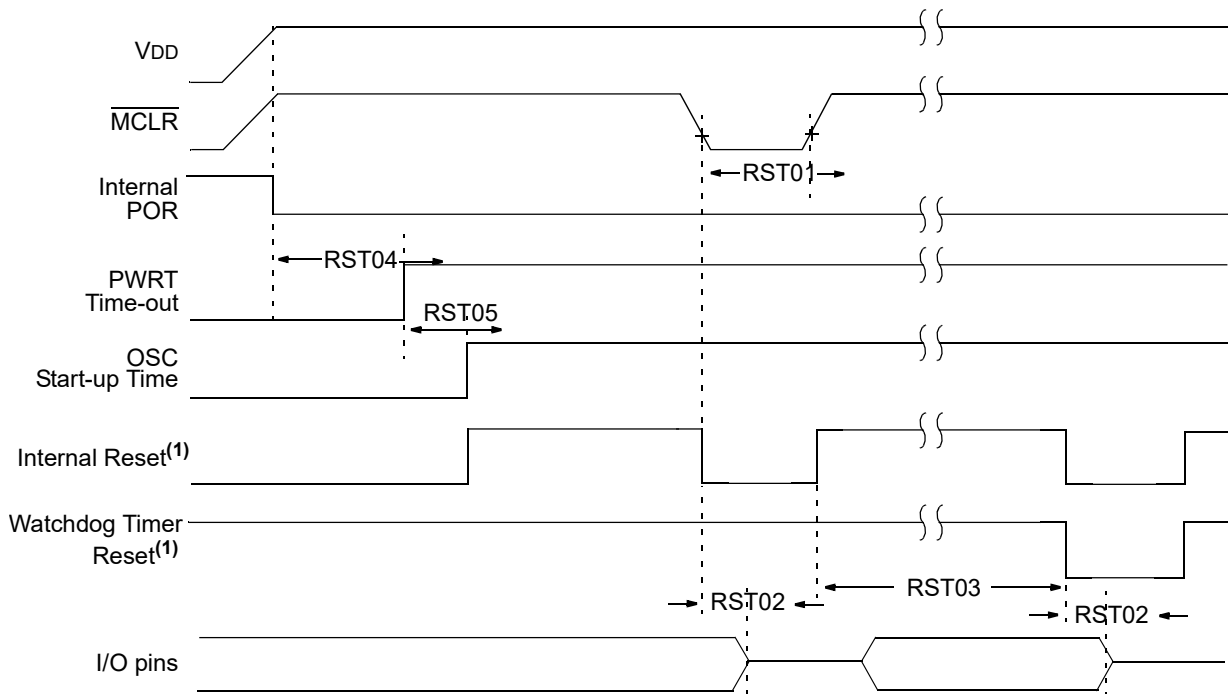 VDD
MCLR
RST01
Internal
POR
RST04
PWRT
Time-out
RST05
OSC
Start-up Time
Internal Reset(1)
Watchdog Timer
Reset(1)
RST03
RST02
RST02
I/O pins